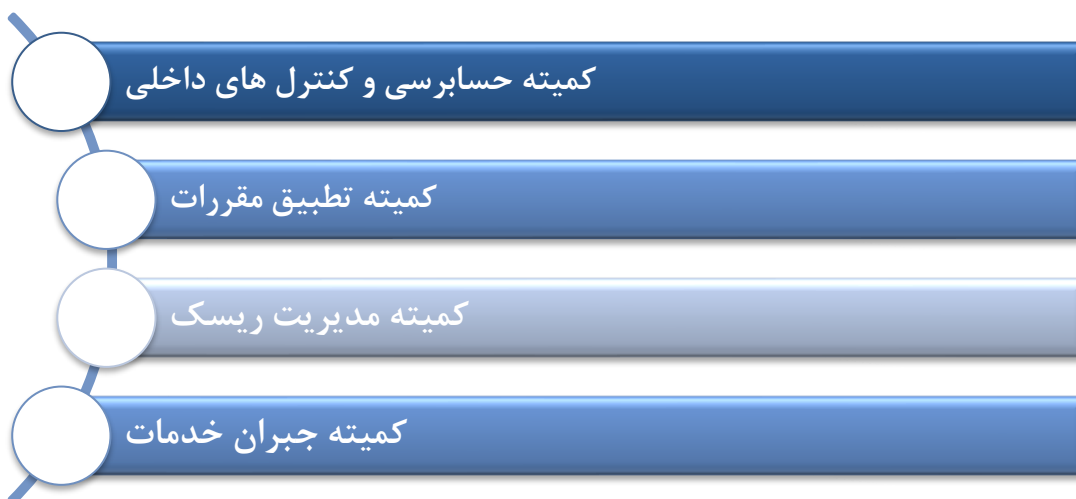 کمیته حسابرسی و کنترل های داخلی
کمیته تطبیق مقررات
کمیته مدیریت ریسک
کمیته جبران خدمات